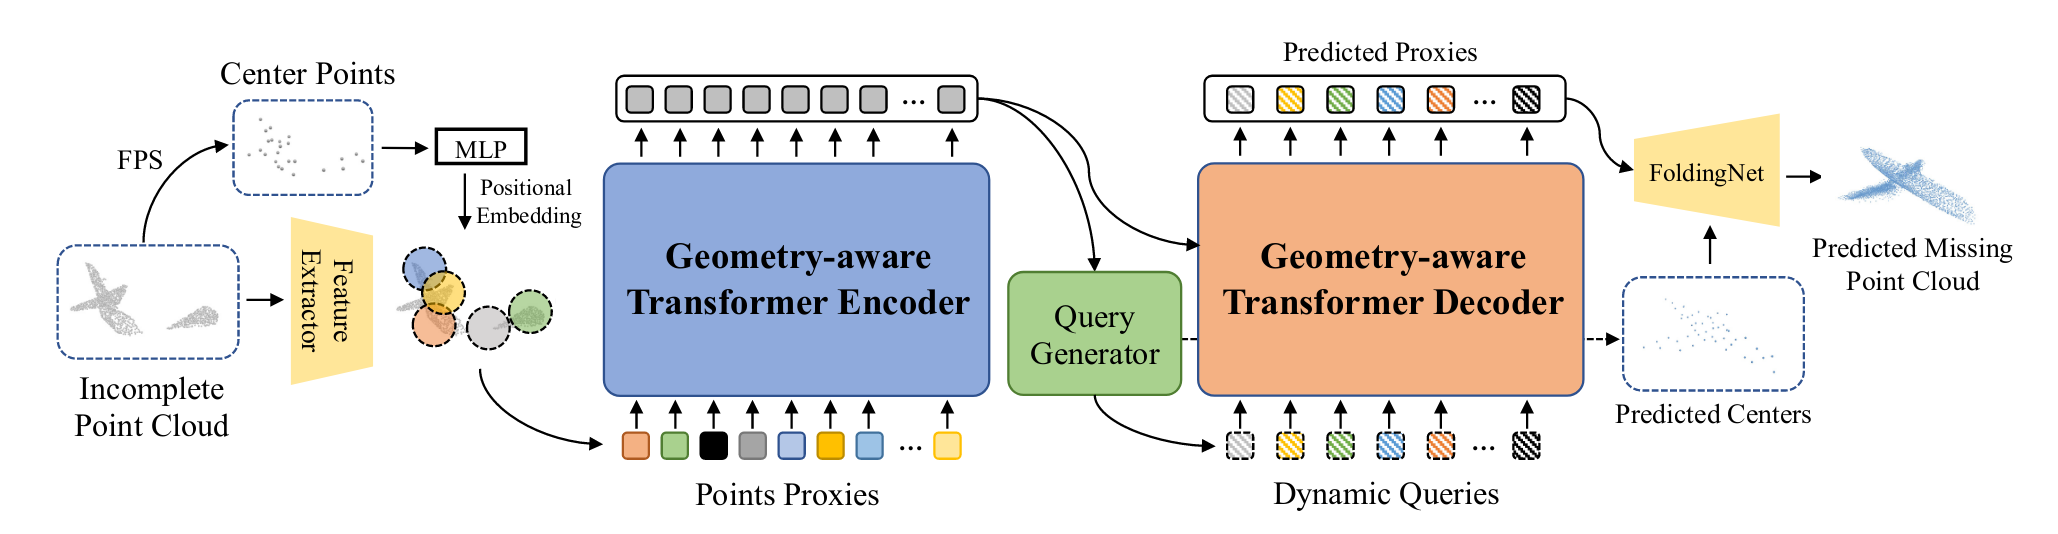 Center Points
FPS
MLP
Positional
Embedding
Feature
Extractor
Incomplete
Point Cloud
...
Geometry-aware
Transformer Encoder
...
Points Proxies
Query
Generator
Predicted Proxies
...
Geometry-aware
Transformer Decoder
...
Dynamic Queries
FoldingNet
Predicted Missing
Point Cloud
Predicted Centers